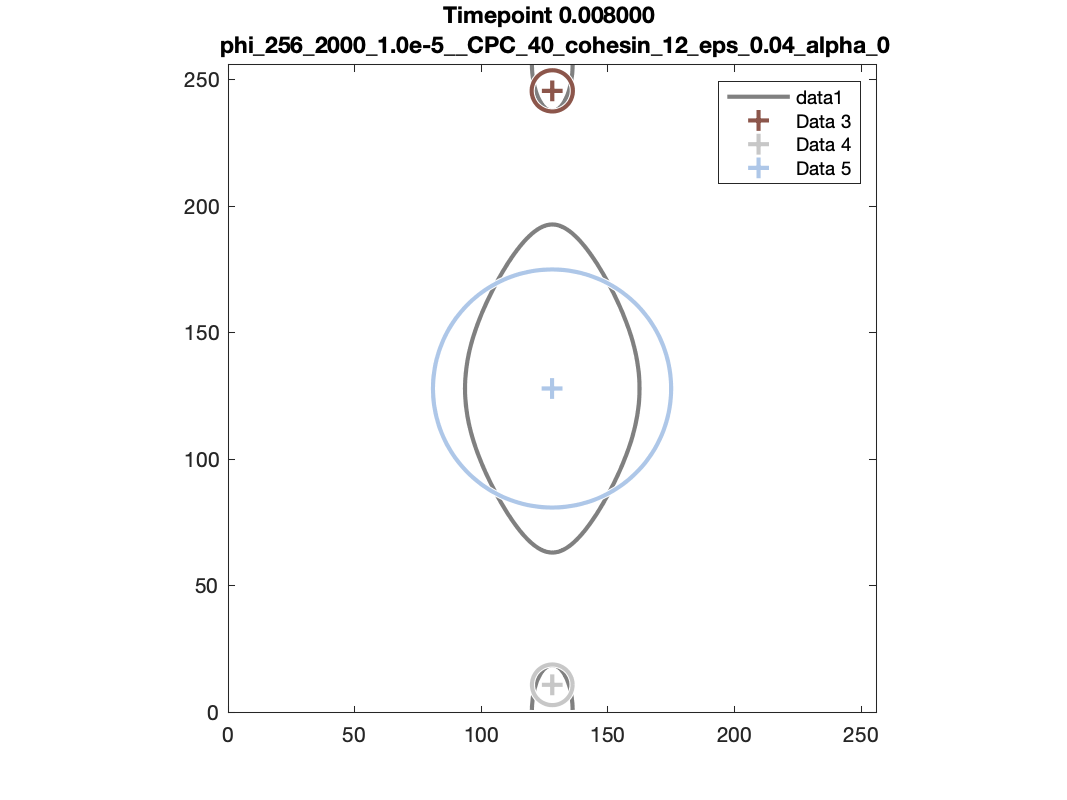 Timepoint 0.008000
phi_256_2000_1.0e-5__CPC_40_cohesin_12_eps_0.04_alpha_0
250
200
150
100
50
0
0 50 100 150 200 250
data1
Data 3
Data 4
Data 5